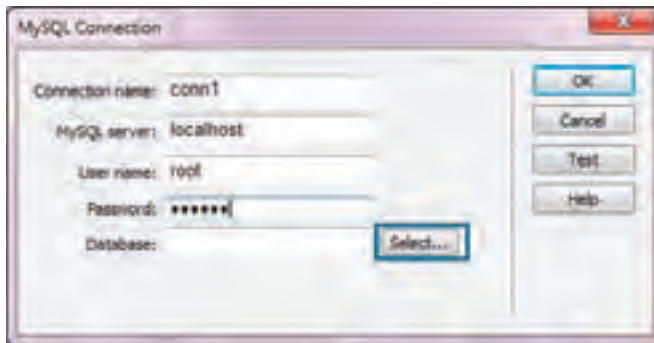 MySQL Connection
Connection name: conn1
MySQL server: localhost
User name: root
Password: ••••••
Database:
Select...
OK
Cancel
Test
Help